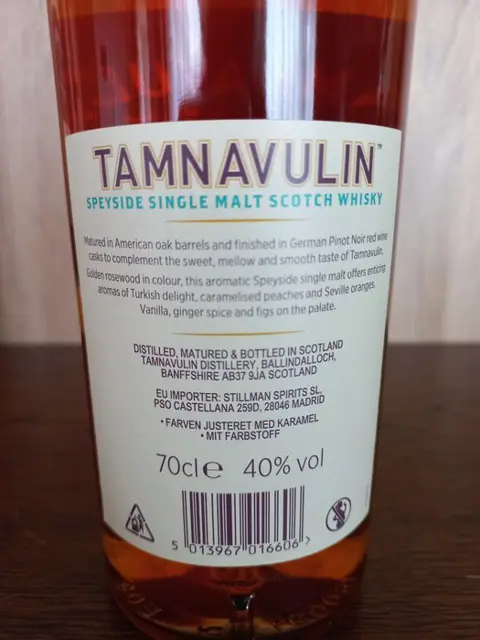 TAMNAVULIN™
SPEYSIDE SINGLE MALT SCOTCH WHISKY
Matured in American oak barrels and finished in German Pinot Noir red wine
casks to complement the sweet, mellow and smooth taste of Tamnavulin.
Golden rosewood in colour, this aromatic Speyside single malt offers enticing
aromas of Turkish delight, caramelised peaches and Seville oranges.
Vanilla, ginger spice and figs on the palate.
DISTILLED, MATURED & BOTTLED IN SCOTLAND
TAMNAVULIN DISTILLERY, BALLINDALLOCH,
BANFFSHIRE AB37 9JA SCOTLAND
EU IMPORTER: STILLMAN SPIRITS SL.
PSO CASTELLANA 259D, 28046 MADRID
• FARVEN JUSTERET MED KARAMEL
• MIT FARBSTOFF
70cl e 40% vol
5 013967 016606 >